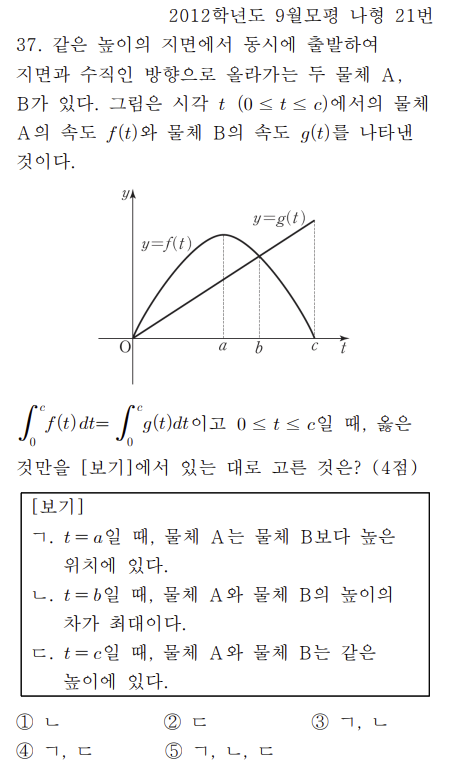 2012학년도 9월모평 나형 21번
37. 같은 높이의 지면에서 동시에 출발하여
지면과 수직인 방향으로 올라가는 두 물체 A,
B가 있다. 그림은 시각 t (0 ≤ t ≤ c)에서의 물체
A의 속도 f(t)와 물체 B의 속도 g(t)를 나타낸
것이다.
y
y=g(t)
y=f(t)
O a b c t
∫₀ᶜ f(t)dt= ∫₀ᶜ g(t)dt이고 0 ≤ t ≤ c일 때, 옳은
것만을 [보기]에서 있는 대로 고른 것은? (4점)
[보기]
ㄱ. t=a일 때, 물체 A는 물체 B보다 높은
위치에 있다.
ㄴ. t=b일 때, 물체 A와 물체 B의 높이의
차가 최대이다.
ㄷ. t=c일 때, 물체 A와 물체 B는 같은
높이에 있다.
① ㄴ ② ㄷ ③ ㄱ, ㄴ
④ ㄱ, ㄷ ⑤ ㄱ, ㄴ, ㄷ